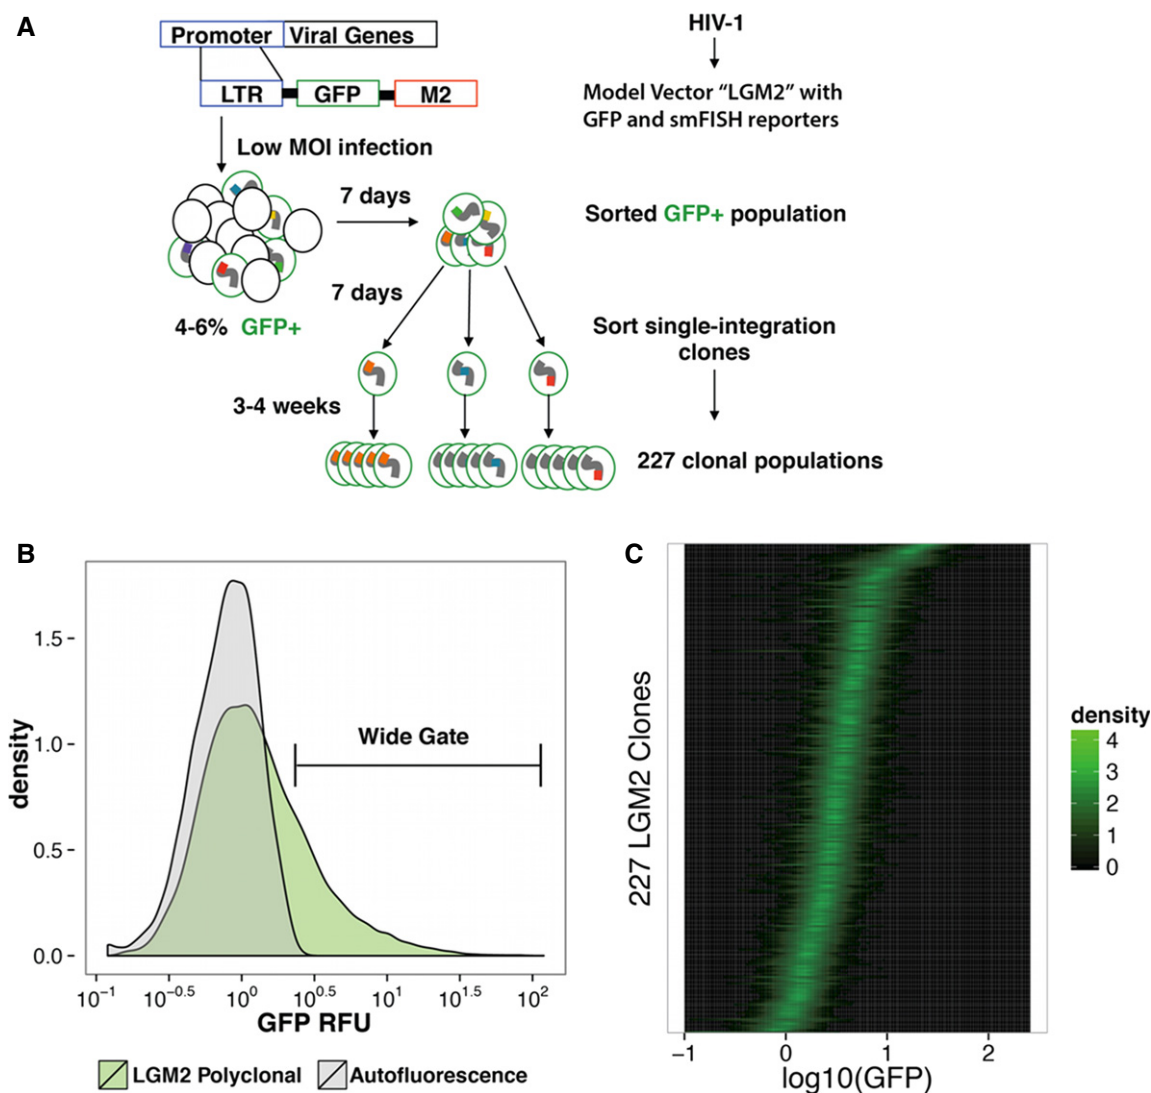 A
Promoter Viral Genes
LTR GFP M2
Low MOI infection
7 days
4-6% GFP+
7 days
3-4 weeks
HIV-1
Model Vector “LGM2” with
GFP and smFISH reporters
Sorted GFP+ population
Sort single-integration
clones
227 clonal populations
B
density
1.5
1.0
0.5
0.0
Wide Gate
10^-1 10^-0.5 10^0 10^0.5 10^1 10^1.5 10^2
GFP RFU
LGM2 Polyclonal Autofluorescence
C
227 LGM2 Clones
−1 0 1 2
log10(GFP)
density
4
3
2
1
0